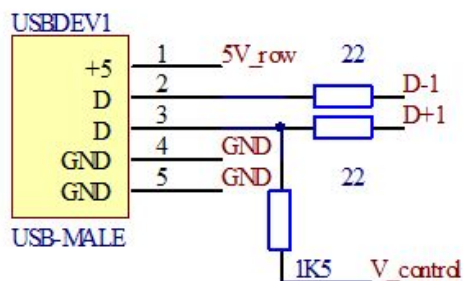 USBDEV1
+5 1 5V_row 22
D 2 D-1
D 3 D+1
GND 4 GND
GND 5 GND 22
USB-MALE
1K5 V_control